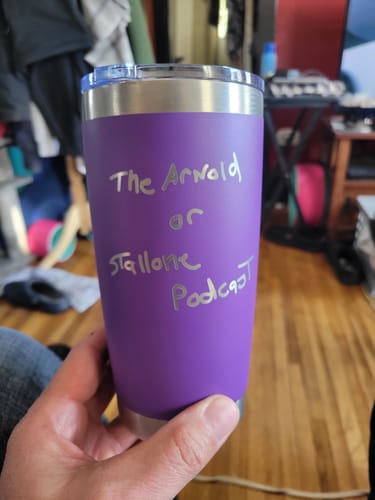 The Arnold
or
Stallone
Podcast